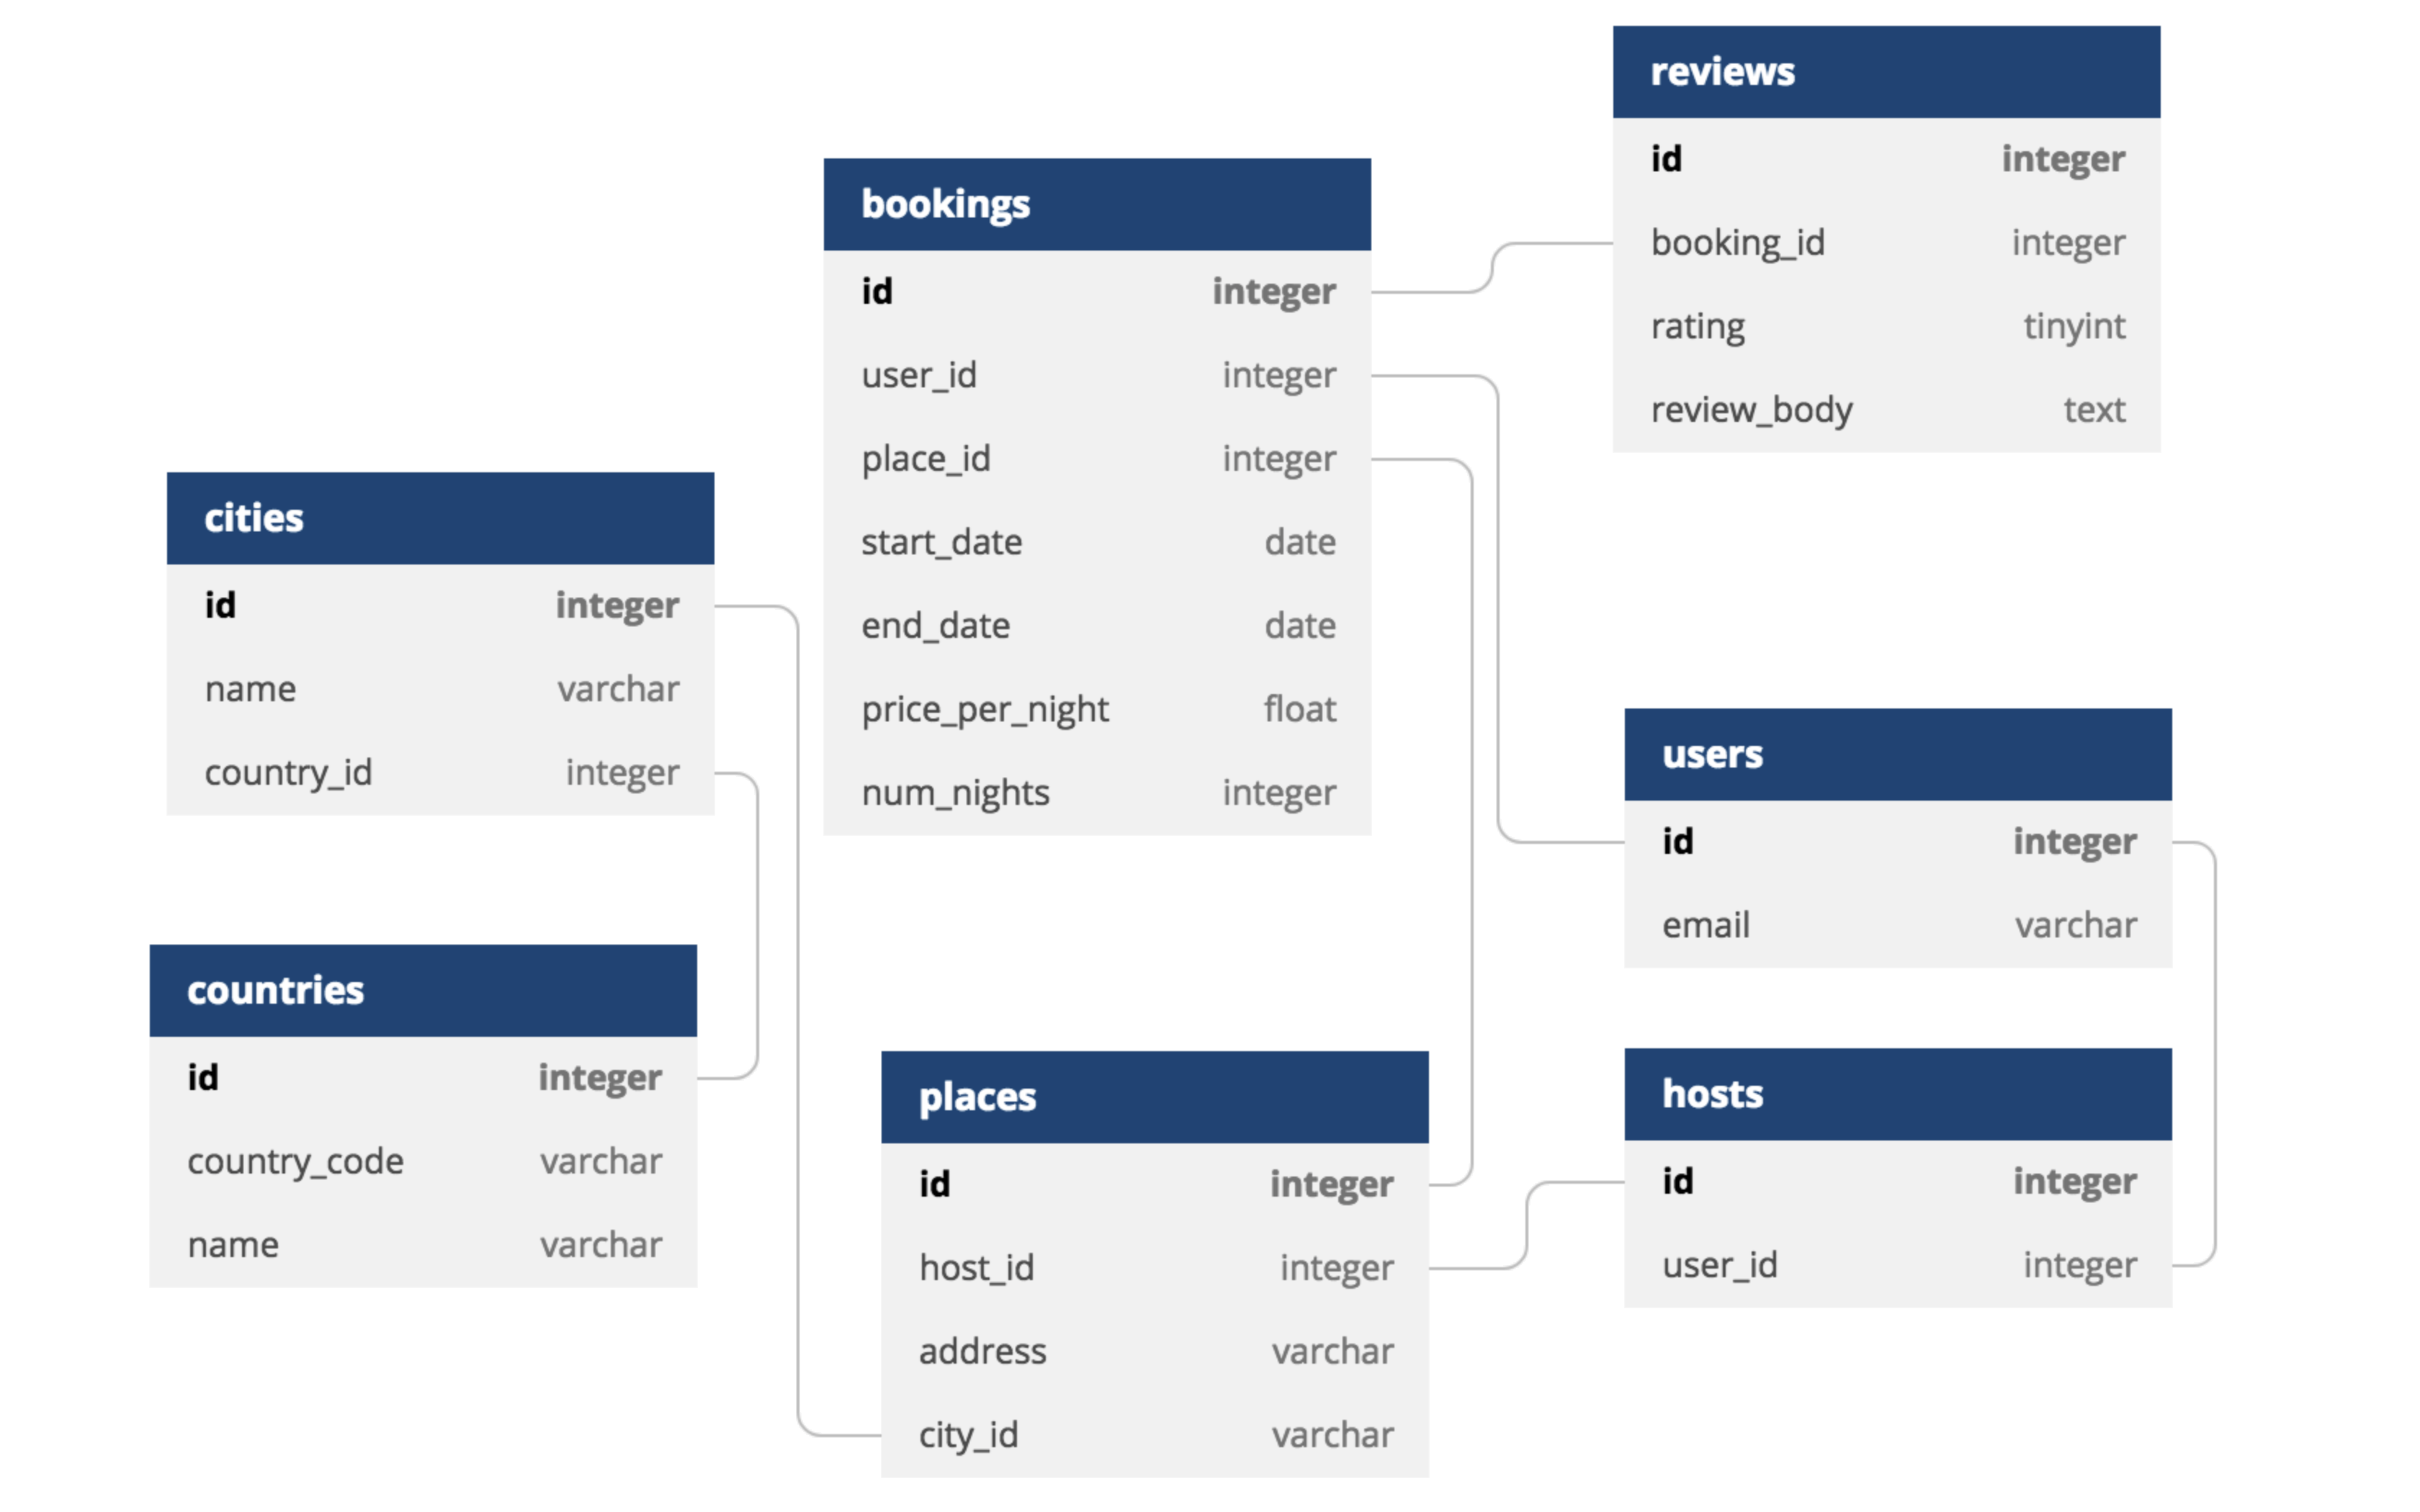 reviews
id integer
booking_id integer
rating tinyint
review_body text
bookings
id integer
user_id integer
place_id integer
start_date date
end_date date
price_per_night float
num_nights integer
cities
id integer
name varchar
country_id integer
users
id integer
email varchar
countries
id integer
country_code varchar
name varchar
places
id integer
host_id integer
address varchar
city_id varchar
hosts
id integer
user_id integer